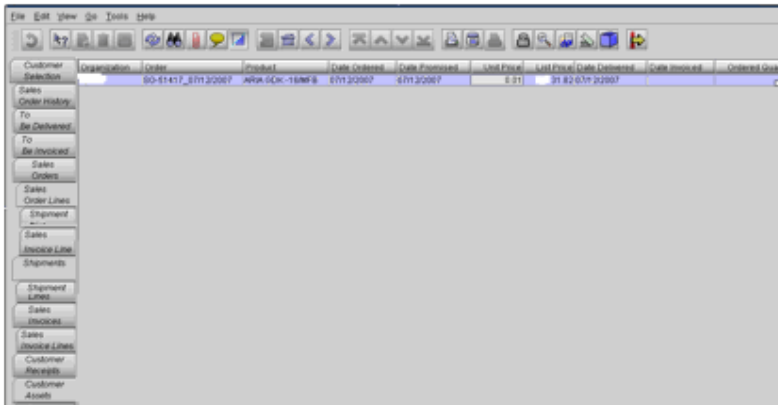 File Edit View Go Tools Help
Customer
Selection
Organization Order Product Date Ordered Date Promised Unit Price List Price Date Delivered Date Invoiced Ordered Qua
SO-51417_07/12/2007 07/12/2007 07/12/2007 0.01 31.82 07/12/2007
Sales
Order History
To
Be Delivered
To
Be Invoiced
Sales
Orders
Sales
Order Lines
Shipment
Sales
Invoice Line
Shipments
Shipment
Lines
Sales
Invoices
Sales
Invoice Lines
Customer
Receipts
Customer
Assets